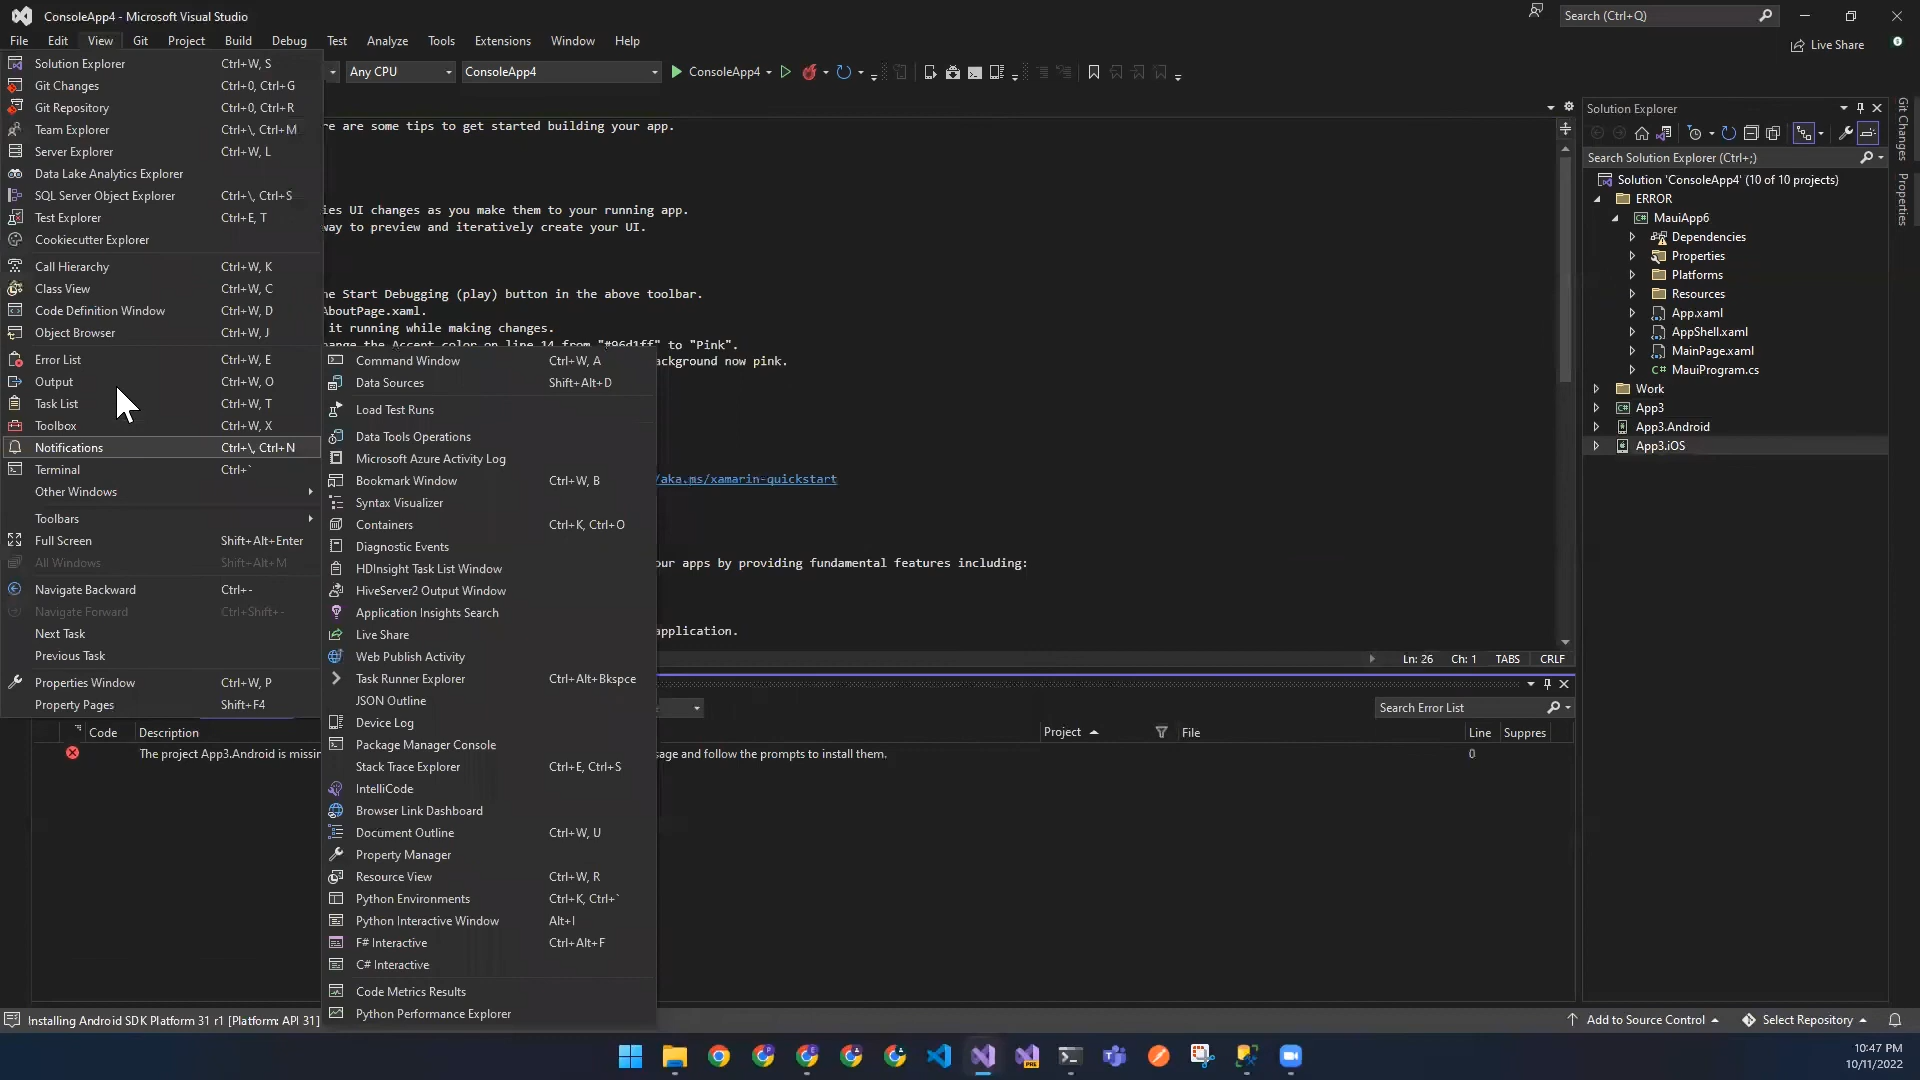 ConsoleApp4 - Microsoft Visual Studio
Search (Ctrl+Q)
File Edit View Git Project Build Debug Test Analyze Tools Extensions Window Help
Live Share
Any CPU ConsoleApp4 ConsoleApp4
Solution Explorer Ctrl+W, S
Git Changes Ctrl+0, Ctrl+G
Git Repository Ctrl+0, Ctrl+R
Team Explorer Ctrl+\, Ctrl+M
Server Explorer Ctrl+W, L
Data Lake Analytics Explorer
SQL Server Object Explorer Ctrl+\, Ctrl+S
Test Explorer Ctrl+E, T
Cookiecutter Explorer
Call Hierarchy Ctrl+W, K
Class View Ctrl+W, C
Code Definition Window Ctrl+W, D
Object Browser Ctrl+W, J
Error List Ctrl+W, E
Output Ctrl+W, O
Task List Ctrl+W, T
Toolbox Ctrl+W, X
Notifications Ctrl+\, Ctrl+N
Terminal Ctrl+`
Other Windows
Toolbars
Full Screen Shift+Alt+Enter
All Windows Shift+Alt+M
Navigate Backward Ctrl+-
Navigate Forward Ctrl+Shift+-
Next Task
Previous Task
Properties Window Ctrl+W, P
Property Pages Shift+F4
re are some tips to get started building your app.
ies UI changes as you make them to your running app.
way to preview and iteratively create your UI.
he Start Debugging (play) button in the above toolbar.
AboutPage.xaml.
it running while making changes.
nge the Accent color on line 14 from "#96d1ff" to "Pink".
ackground now pink.
/aka.ms/xamarin-quickstart
our apps by providing fundamental features including:
application.
Command Window Ctrl+W, A
Data Sources Shift+Alt+D
Load Test Runs
Data Tools Operations
Microsoft Azure Activity Log
Bookmark Window Ctrl+W, B
Syntax Visualizer
Containers Ctrl+K, Ctrl+O
Diagnostic Events
HDInsight Task List Window
HiveServer2 Output Window
Application Insights Search
Live Share
Web Publish Activity
Task Runner Explorer Ctrl+Alt+Bkspce
JSON Outline
Device Log
Package Manager Console
Stack Trace Explorer Ctrl+E, Ctrl+S
IntelliCode
Browser Link Dashboard
Document Outline Ctrl+W, U
Property Manager
Resource View Ctrl+W, R
Python Environments Ctrl+K, Ctrl+`
Python Interactive Window Alt+I
F# Interactive Ctrl+Alt+F
C# Interactive
Code Metrics Results
Python Performance Explorer
Ln: 26 Ch: 1 TABS CRLF
Search Error List
Code Description Project File Line Suppres
The project App3.Android is missin sage and follow the prompts to install them. 0
Solution Explorer
Search Solution Explorer (Ctrl+;)
Solution 'ConsoleApp4' (10 of 10 projects)
ERROR
C# MauiApp6
Dependencies
Properties
Platforms
Resources
App.xaml
AppShell.xaml
MainPage.xaml
C# MauiProgram.cs
Work
C# App3
App3.Android
App3.iOS
Git Changes
Properties
Installing Android SDK Platform 31 r1 [Platform: API 31]
Add to Source Control Select Repository
PRE
10:47 PM
10/11/2022